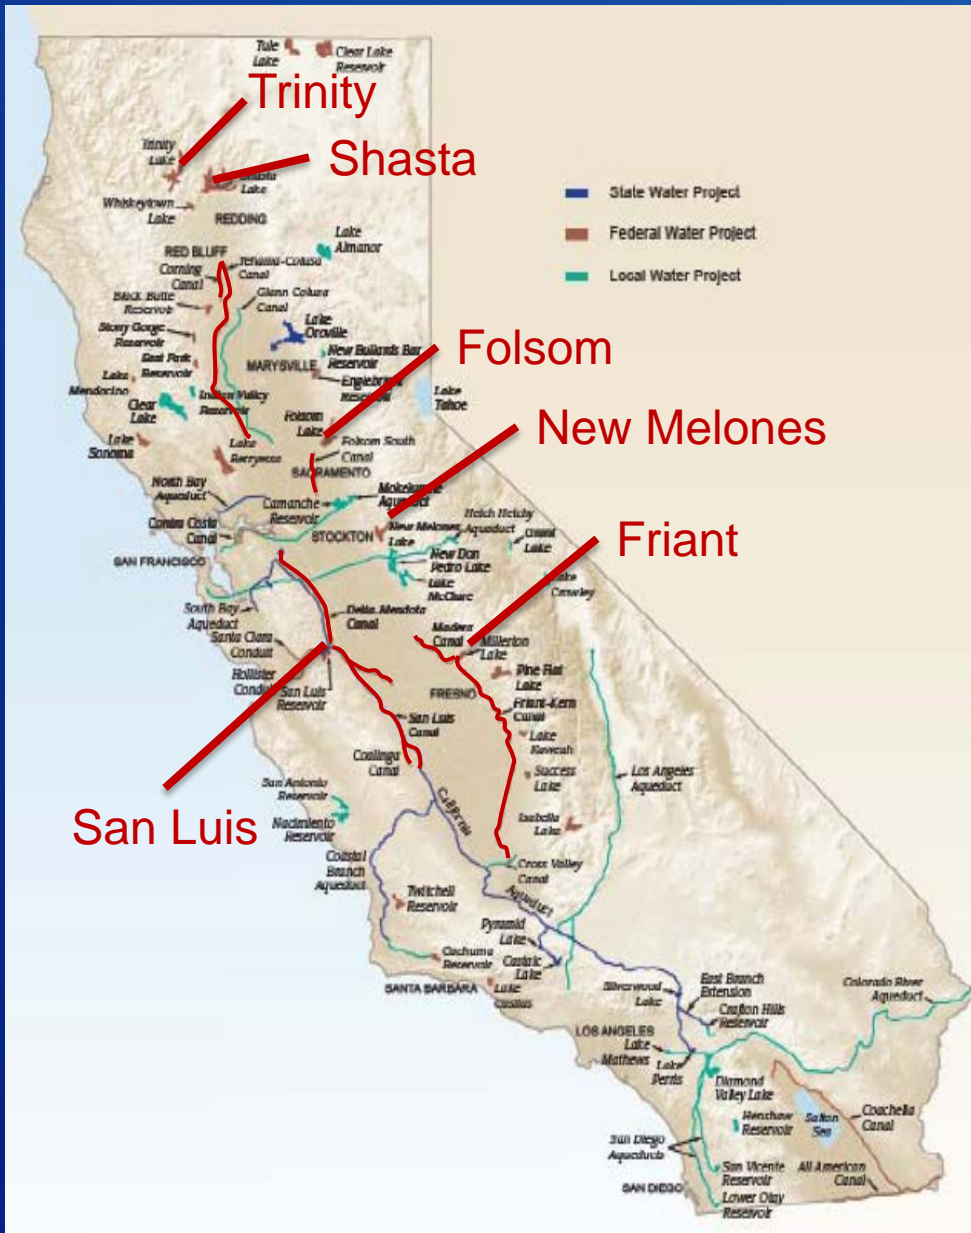 Tule
Lake
Clear Lake
Reservoir
Trinity
Trinity
Lake
Shasta
Lake
Whiskeytown
Lake
REDDING
State Water Project
Federal Water Project
Local Water Project
RED BLUFF
Lake
Almanor
Tehama-Colusa
Canal
Corning
Canal
Black Butte
Reservoir
Glenn Colusa
Canal
Stony Gorge
Reservoir
Lake
Oroville
East Park
Reservoir
MARYSVILLE
New Bullards Bar
Reservoir
Folsom
Lake
Mendocino
Englebright
Reservoir
Clear
Lake
Indian Valley
Reservoir
Lake
Tahoe
Folsom
Lake
New Melones
Lake
Sonoma
Lake
Berryessa
Folsom South
Canal
SACRAMENTO
North Bay
Aqueduct
Camanche
Reservoir
Mokelumne
Aqueduct
Contra Costa
Canal
STOCKTON
New Melones
Lake
Hetch Hetchy
Aqueduct
Grant
Lake
Friant
SAN FRANCISCO
New Don
Pedro Lake
Lake
McClure
Lake
Crowley
South Bay
Aqueduct
Delta-Mendota
Canal
Madera
Canal
Millerton
Lake
Santa Clara
Conduit
Hollister
Conduit
San Luis
Reservoir
Pine Flat
Lake
FRESNO
Friant-Kern
Canal
San Luis
Canal
Lake
Kaweah
Coalinga
Canal
Success
Lake
Los Angeles
Aqueduct
San Antonio
Reservoir
San Luis
Nacimiento
Reservoir
California
Aqueduct
Isabella
Lake
Coastal
Branch
Aqueduct
Cross Valley
Canal
Twitchell
Reservoir
Pyramid
Lake
Cachuma
Reservoir
Castaic
Lake
SANTA BARBARA
Lake
Casitas
Silverwood
Lake
East Branch
Extension
Colorado River
Aqueduct
Crafton Hills
Reservoir
LOS ANGELES
Lake
Mathews
Lake
Perris
Diamond
Valley Lake
Henshaw
Reservoir
Salton
Sea
Coachella
Canal
San Diego
Aqueducts
San Vicente
Reservoir
All American
Canal
SAN DIEGO
Lower Otay
Reservoir